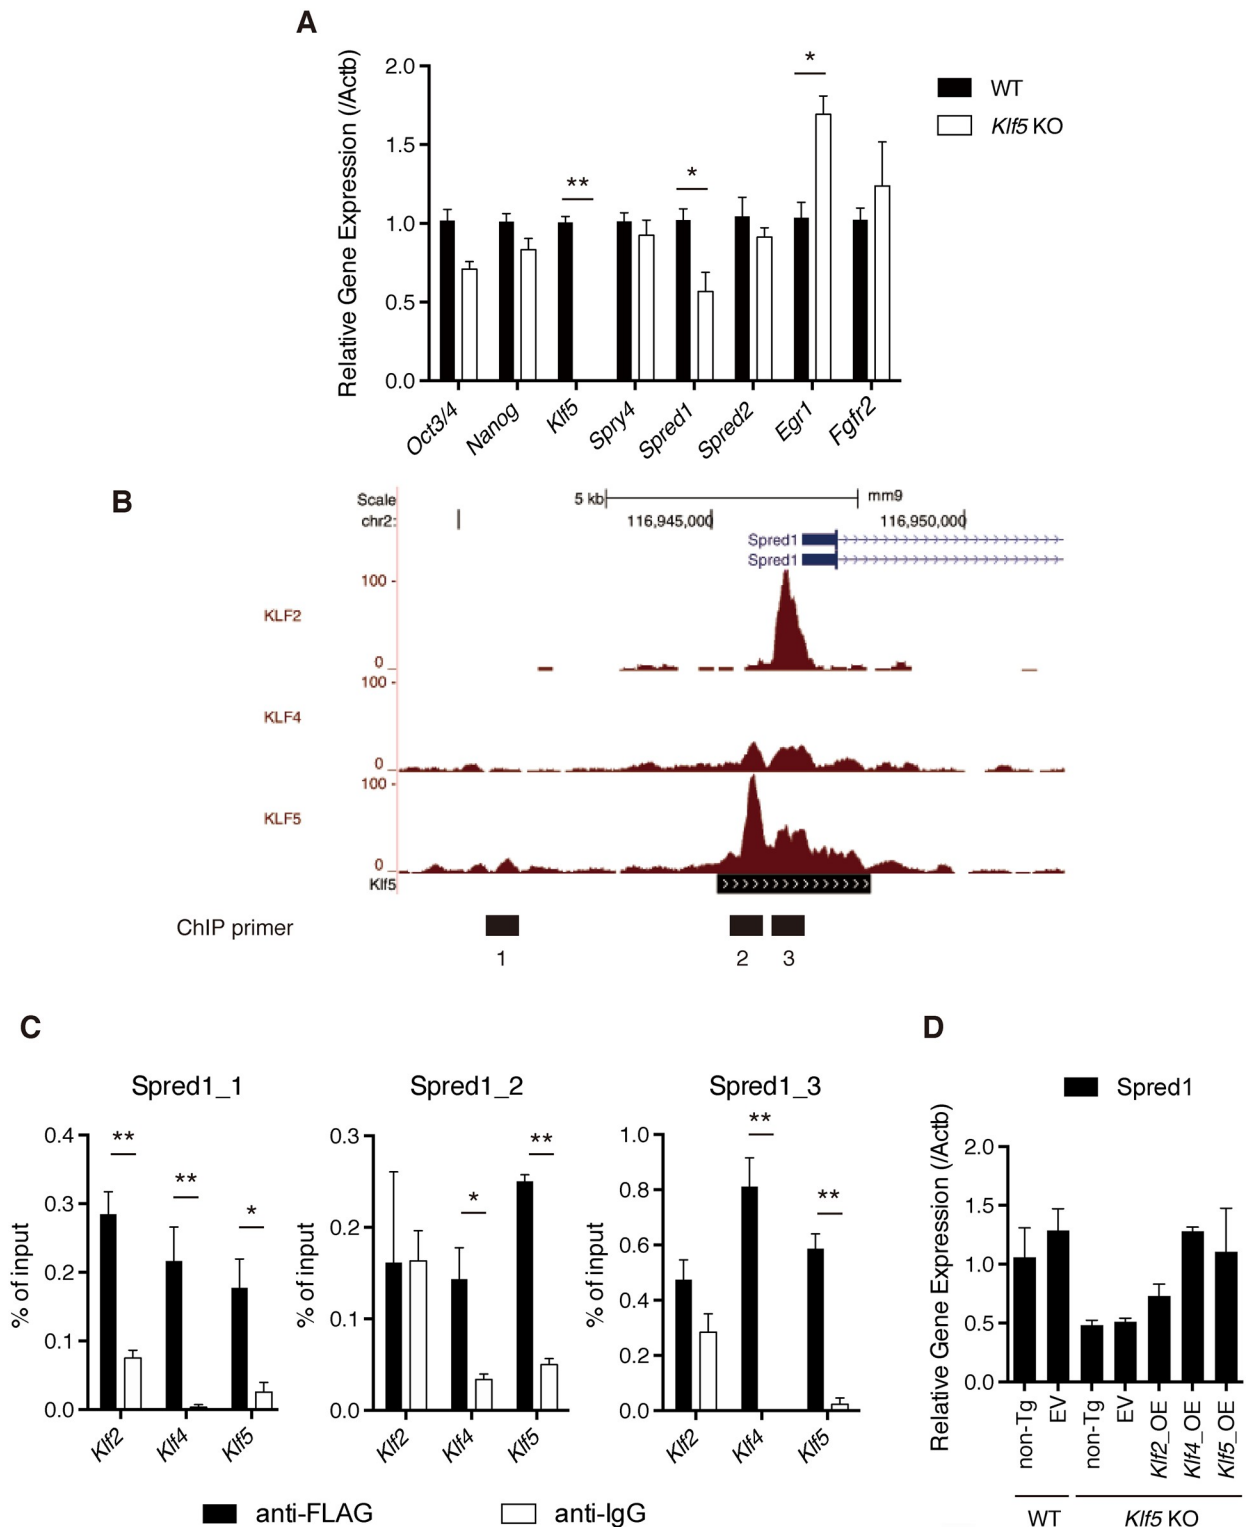 A
Relative Gene Expression (/Actb)
2.0
1.5
1.0
0.5
0.0
**
*
*
WT
Klf5 KO
Oct3/4
Nanog
Klf5
Spry4
Spred1
Spred2
Egr1
Fgfr2
B
Scale
5 kb
mm9
chr2:
116,945,000
116,950,000
Spred1
Spred1
KLF2
100
0
KLF4
100
0
KLF5
100
0
Klf5
ChIP primer
1
2
3
C
Spred1_1
% of input
0.4
0.3
0.2
0.1
0.0
**
**
*
Klf2
Klf4
Klf5
Spred1_2
% of input
0.3
0.2
0.1
0.0
*
**
Klf2
Klf4
Klf5
Spred1_3
% of input
1.0
0.8
0.6
0.4
0.2
0.0
**
**
Klf2
Klf4
Klf5
anti-FLAG
anti-IgG
D
Spred1
Relative Gene Expression (/Actb)
2.0
1.5
1.0
0.5
0.0
non-Tg
EV
non-Tg
EV
Klf2_OE
Klf4_OE
Klf5_OE
WT
Klf5 KO